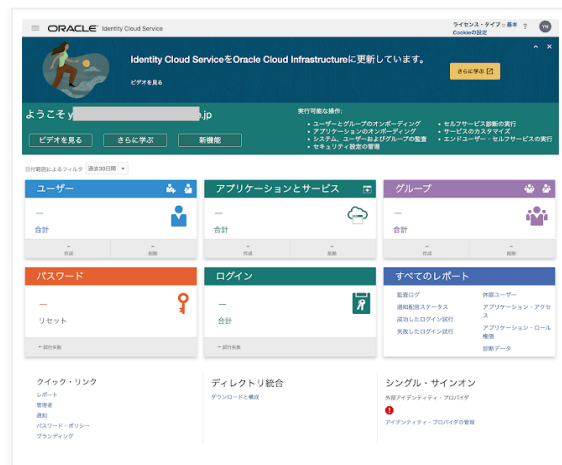 ORACLE Identity Cloud Service
ライセンス・タイプ: 基本 ?
Cookieの設定
Identity Cloud ServiceをOracle Cloud Infrastructureに更新しています。
ビデオを見る
さらに学ぶ
ようこそ y .jp
ビデオを見る さらに学ぶ 新機能
実行可能な操作:
• ユーザーとグループのオンボーディング
• アプリケーションのオンボーディング
• システム、ユーザーおよびグループの監査
• セキュリティ設定の管理
• セルフサービス診断の実行
• サービスのカスタマイズ
• エンドユーザー・セルフサービスの実行
日付範囲によるフィルタ 過去30日間
ユーザー
—
合計
作成 削除
アプリケーションとサービス
—
合計
作成 削除
グループ
—
合計
作成 削除
パスワード
—
リセット
試行失敗
ログイン
—
合計
試行失敗
すべてのレポート
監査ログ
通知配信ステータス
成功したログイン試行
失敗したログイン試行
休眠ユーザー
アプリケーション・アクセ
ス
アプリケーション・ロール
権限
診断データ
クイック・リンク
レポート
管理者
通知
パスワード・ポリシー
ブランディング
ディレクトリ統合
ダウンロードと構成
シングル・サインオン
外部アイデンティティ・プロバイダ
アイデンティティ・プロバイダの管理